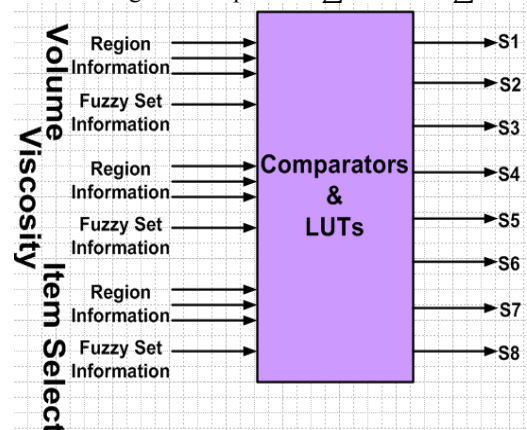 Volume
Viscosity
Item Select
Region
Information
Fuzzy Set
Information
Region
Information
Fuzzy Set
Information
Region
Information
Fuzzy Set
Information
Comparators
&
LUTs
S1
S2
S3
S4
S5
S6
S7
S8